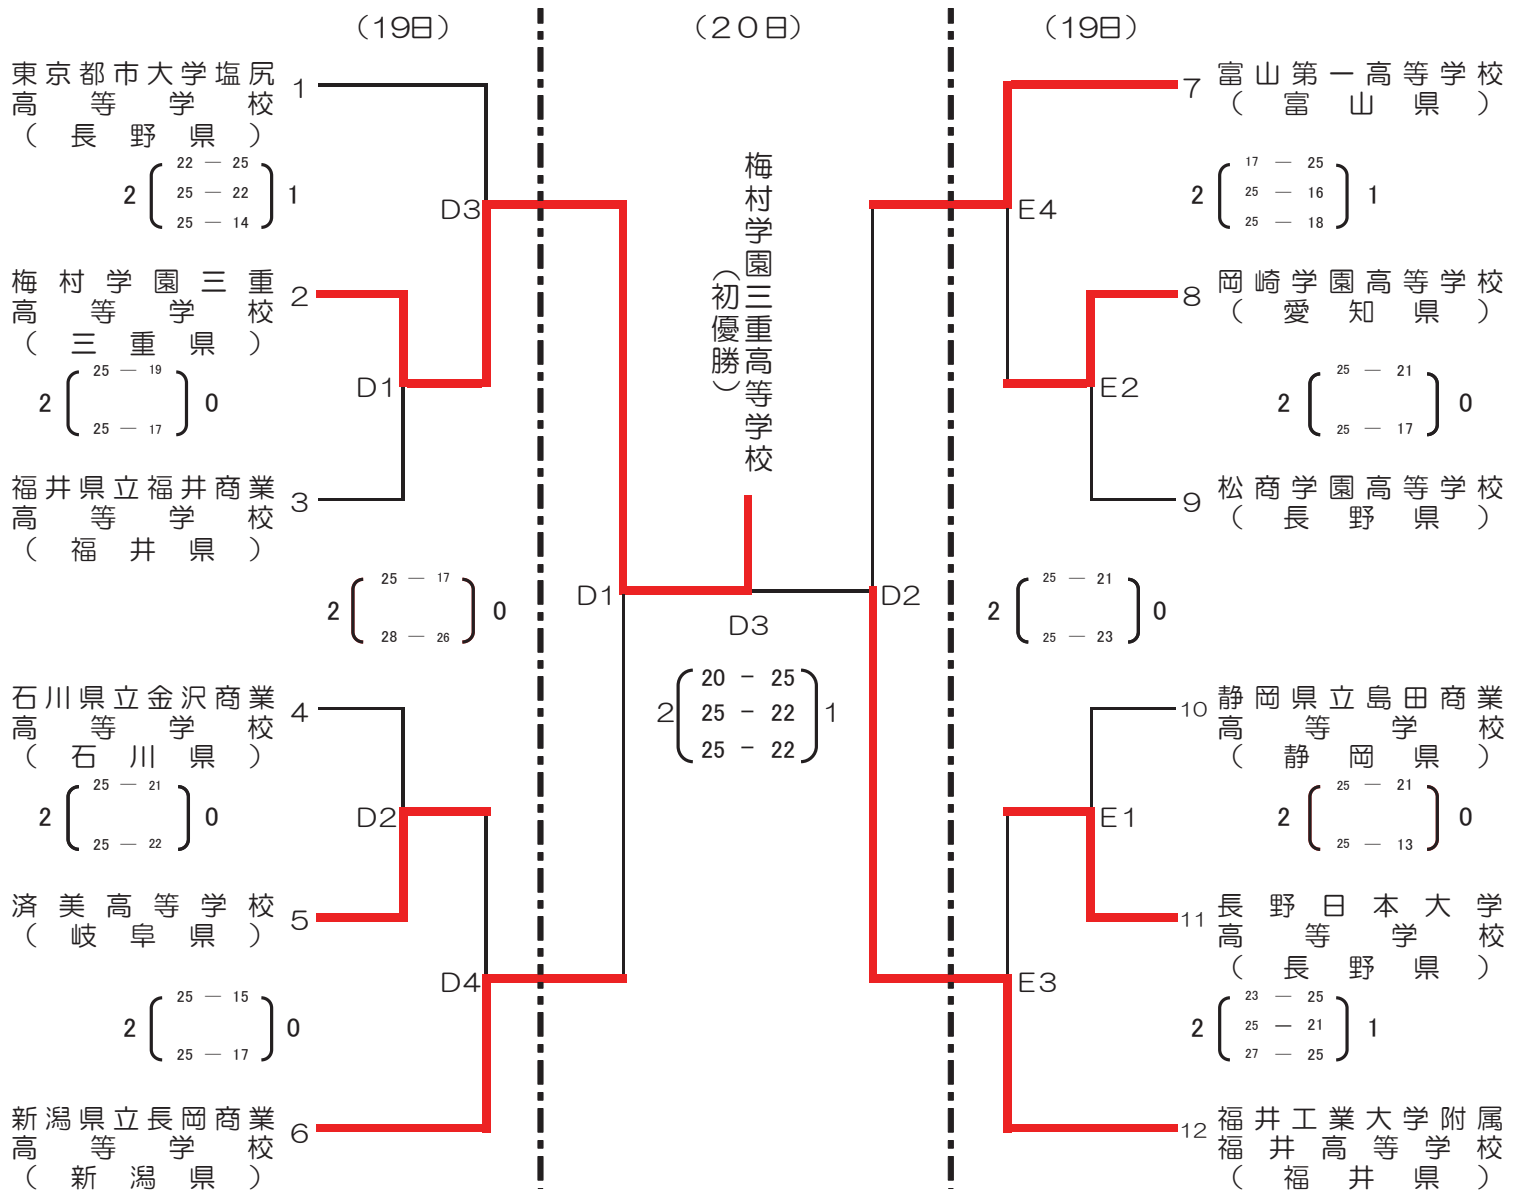 (19日)
(20日)
(19日)
東京都市大学塩尻
高等学校
(長野県)
1
22 — 25
2 25 — 22 1
25 — 14
D3
梅村学園三重
高等学校
(三重県)
2
25 — 19
2 0
25 — 17
D1
福井県立福井商業
高等学校
(福井県)
3
25 — 17
2 0
28 — 26
D1
石川県立金沢商業
高等学校
(石川県)
4
25 — 21
2 0
25 — 22
D2
済美高等学校
(岐阜県)
5
D4
25 — 15
2 0
25 — 17
新潟県立長岡商業
高等学校
(新潟県)
6
梅村学園三重高等学校
(初優勝)
D3
20 - 25
2 25 - 22 1
25 - 22
7
富山第一高等学校
(富山県)
17 — 25
2 25 — 16 1
25 — 18
E4
8
岡崎学園高等学校
(愛知県)
25 — 21
2 0
25 — 17
E2
9
松商学園高等学校
(長野県)
25 — 21
2 0
25 — 23
D2
10
静岡県立島田商業
高等学校
(静岡県)
25 — 21
2 0
25 — 13
E1
11
長野日本大学
高等学校
(長野県)
23 — 25
2 25 — 21 1
27 — 25
E3
12
福井工業大学附属
福井高等学校
(福井県)